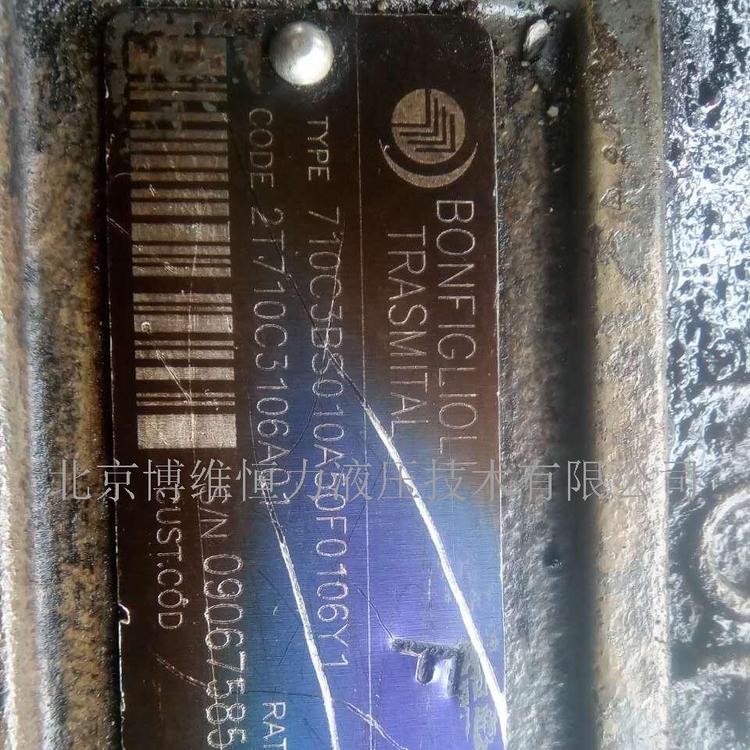 BONFIGLIOLI
TRASMITAL
TYPE 710C3BS010A50F0106Y1
CODE 2T710C3106A01
S/N 09067585
RAT
CUST.COD
F
北京博维恒力液压技术有限公司